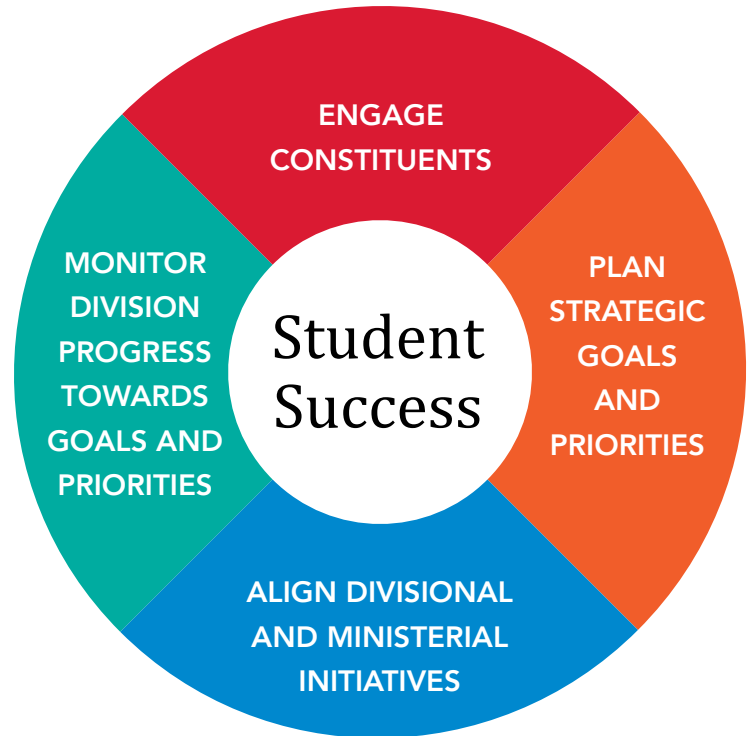 ENGAGE
CONSTITUENTS
PLAN
STRATEGIC
GOALS
AND
PRIORITIES
ALIGN DIVISIONAL
AND MINISTERIAL
INITIATIVES
MONITOR
DIVISION
PROGRESS
TOWARDS
GOALS AND
PRIORITIES
Student
Success